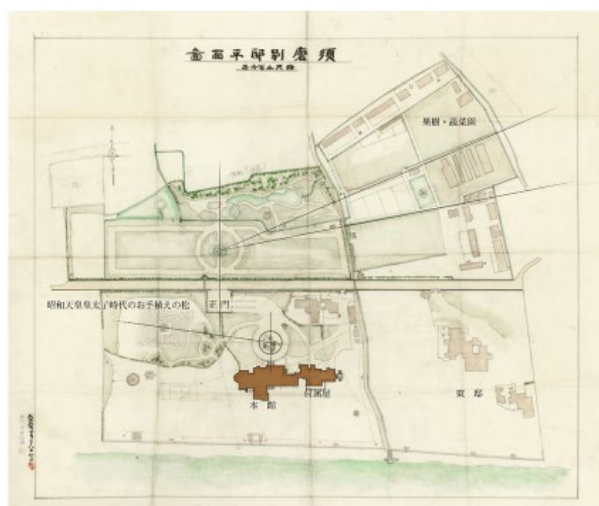 須磨別邸平面圖
果樹・蔬菜園
昭和天皇皇太子時代のお手植えの松
正門
本館
付属屋
東邸